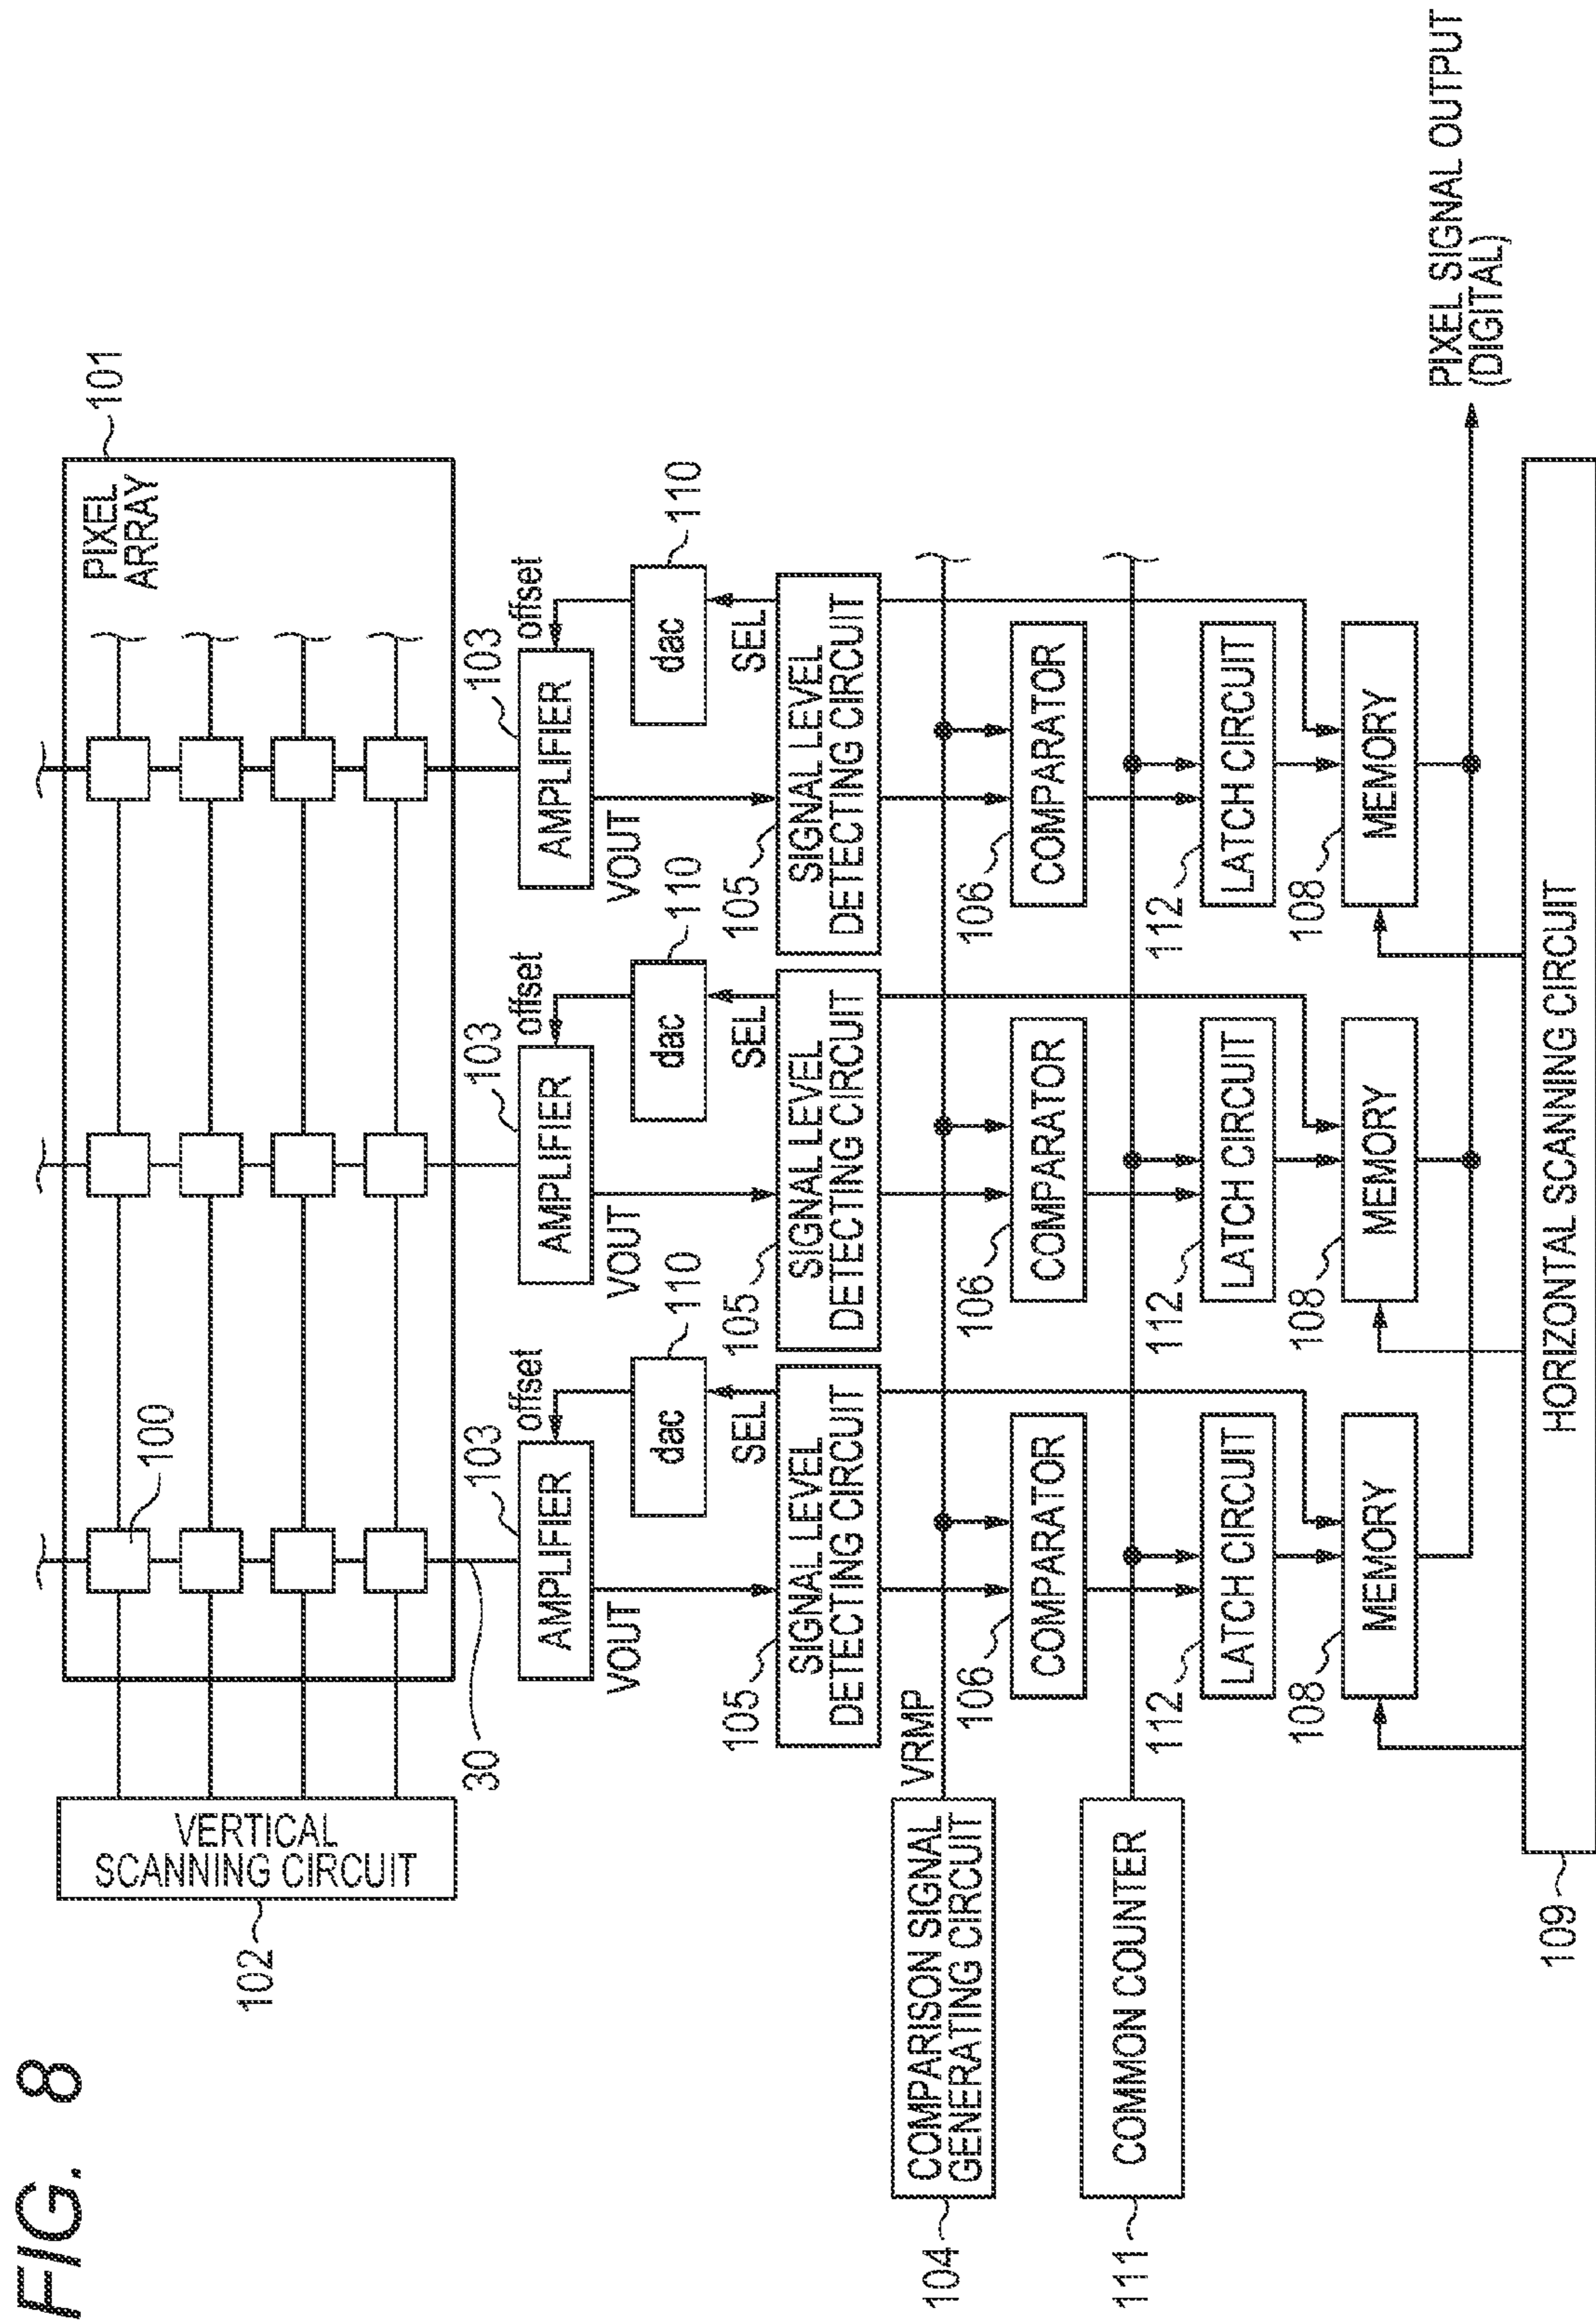 FIG. 8
PIXEL
ARRAY
101
100
VERTICAL
SCANNING CIRCUIT
102
30
103
103
103
AMPLIFIER
AMPLIFIER
AMPLIFIER
offset
offset
offset
VOUT
VOUT
VOUT
110
110
110
dac
dac
dac
SEL
SEL
SEL
105
105
105
SIGNAL LEVEL
DETECTING CIRCUIT
SIGNAL LEVEL
DETECTING CIRCUIT
SIGNAL LEVEL
DETECTING CIRCUIT
VRMP
COMPARISON SIGNAL
GENERATING CIRCUIT
104
106
106
106
COMPARATOR
COMPARATOR
COMPARATOR
COMMON COUNTER
111
112
112
112
LATCH CIRCUIT
LATCH CIRCUIT
LATCH CIRCUIT
108
108
108
MEMORY
MEMORY
MEMORY
PIXEL SIGNAL OUTPUT
(DIGITAL)
HORIZONTAL SCANNING CIRCUIT
109